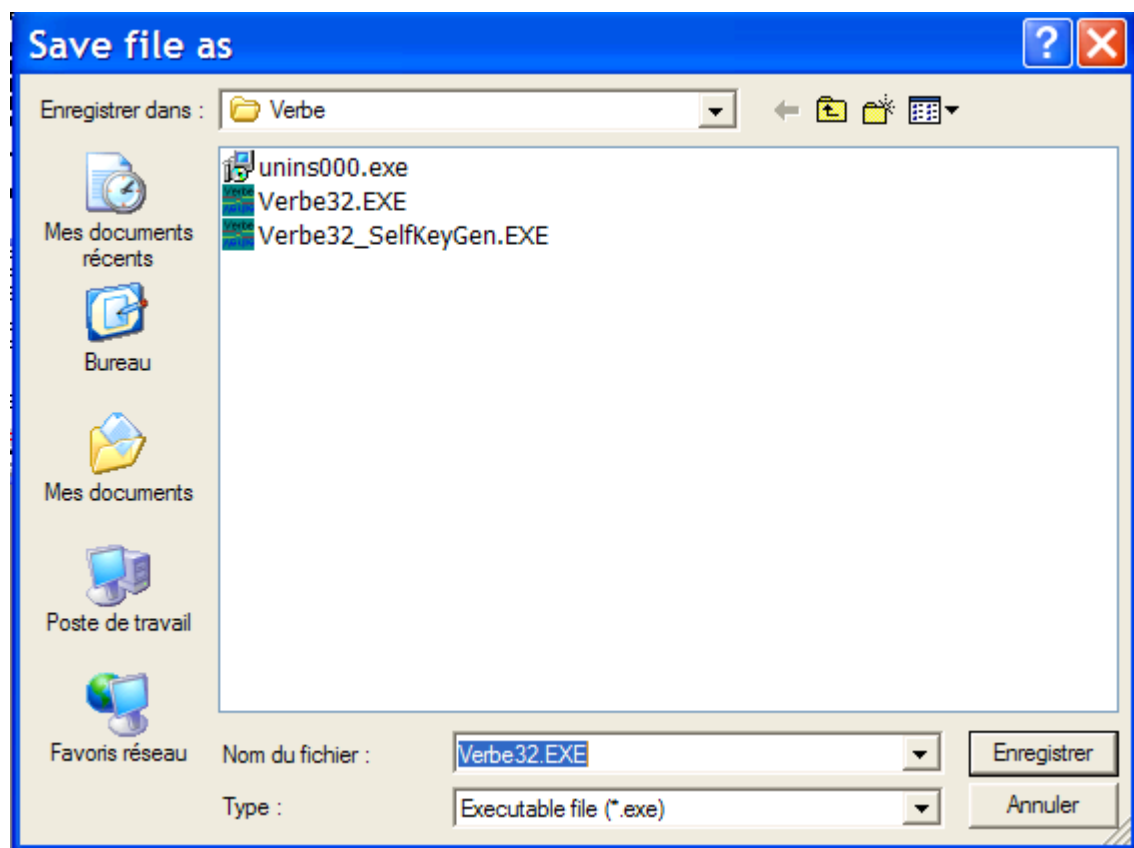 Save file as
Enregistrer dans :
Verbe
unins000.exe
Verbe32.EXE
Verbe32_SelfKeyGen.EXE
Mes documents
récents
Bureau
Mes documents
Poste de travail
Favoris réseau
Nom du fichier :
Verbe32.EXE
Enregistrer
Type :
Executable file (*.exe)
Annuler